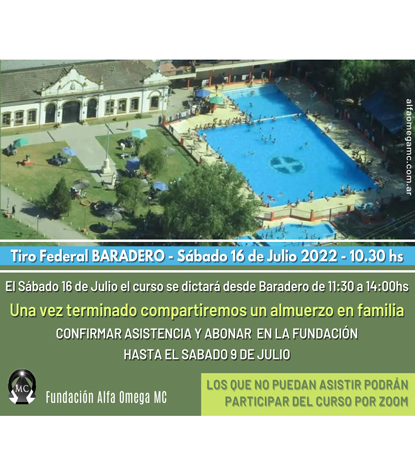 alfaomegamc.com.ar
Tiro Federal BARADERO - Sábado 16 de Julio 2022 - 10.30 hs
El Sábado 16 de Julio el curso se dictará desde Baradero de 11:30 a 14:00hs
Una vez terminado compartiremos un almuerzo en familia
CONFIRMAR ASISTENCIA Y ABONAR EN LA FUNDACIÓN
HASTA EL SABADO 9 DE JULIO
MC
Fundación Alfa Omega MC
LOS QUE NO PUEDAN ASISTIR PODRÁN
PARTICIPAR DEL CURSO POR ZOOM